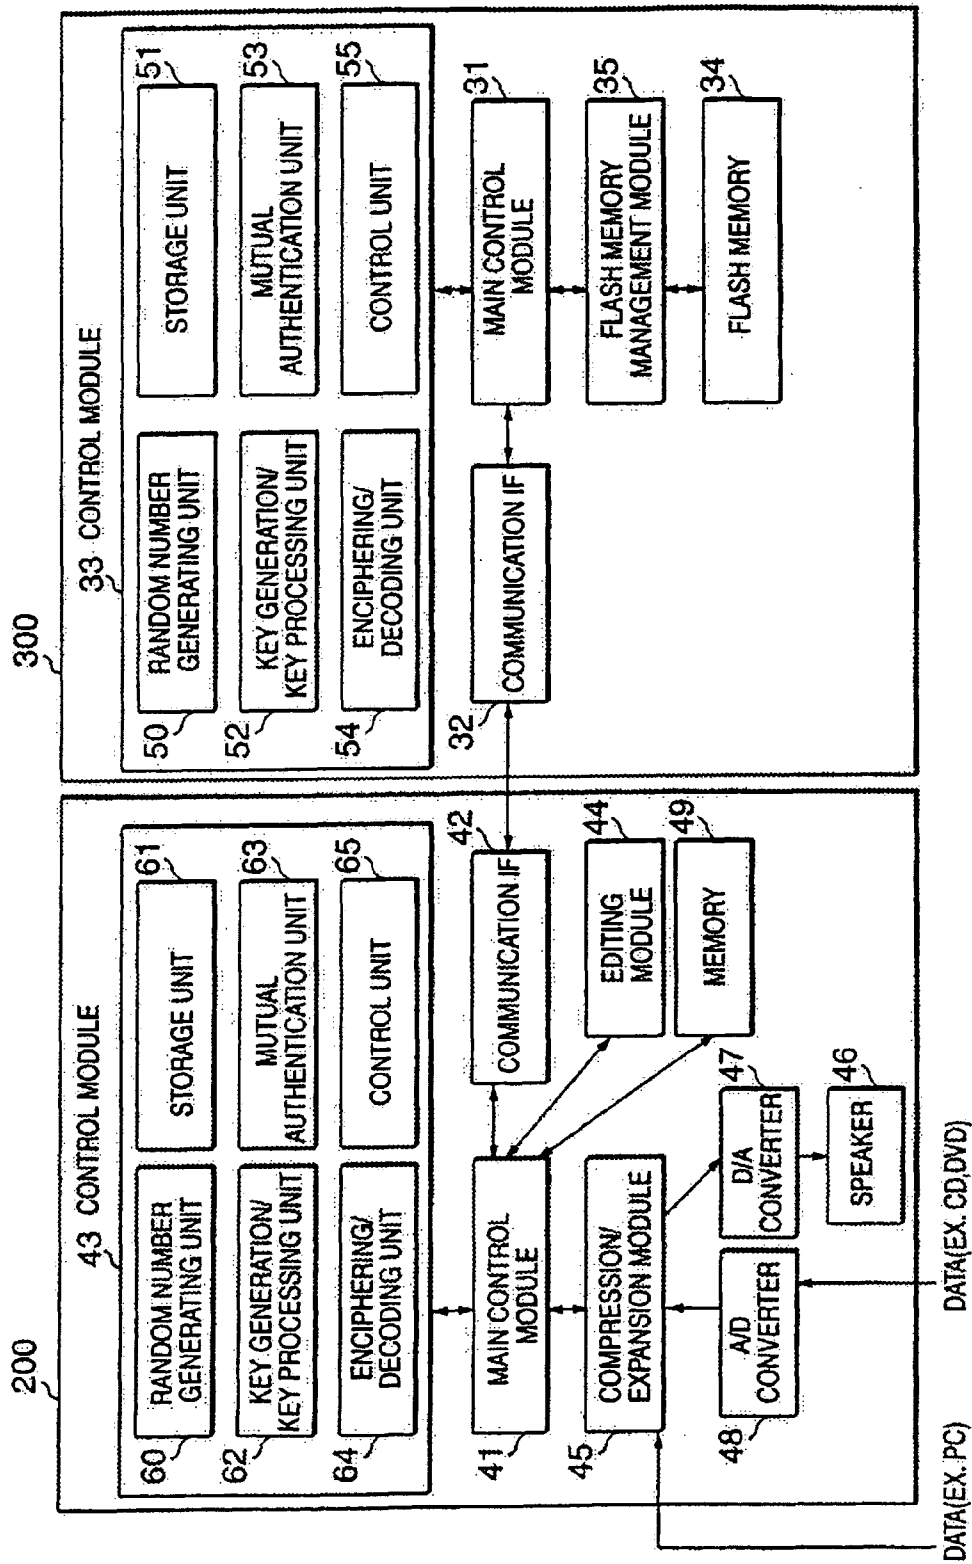 200
43 CONTROL MODULE
60
RANDOM NUMBER
GENERATING UNIT
61
STORAGE UNIT
62
KEY GENERATION/
KEY PROCESSING UNIT
63
MUTUAL
AUTHENTICATION UNIT
64
ENCIPHERING/
DECODING UNIT
65
CONTROL UNIT
41
MAIN CONTROL
MODULE
42
COMMUNICATION IF
45
COMPRESSION/
EXPANSION MODULE
44
EDITING
MODULE
49
MEMORY
48
A/D
CONVERTER
47
D/A
CONVERTER
46
SPEAKER
DATA(EX. PC)
DATA(EX. CD,DVD)
300
33 CONTROL MODULE
50
RANDOM NUMBER
GENERATING UNIT
51
STORAGE UNIT
52
KEY GENERATION/
KEY PROCESSING UNIT
53
MUTUAL
AUTHENTICATION UNIT
54
ENCIPHERING/
DECODING UNIT
55
CONTROL UNIT
32
COMMUNICATION IF
31
MAIN CONTROL
MODULE
35
FLASH MEMORY
MANAGEMENT MODULE
34
FLASH MEMORY